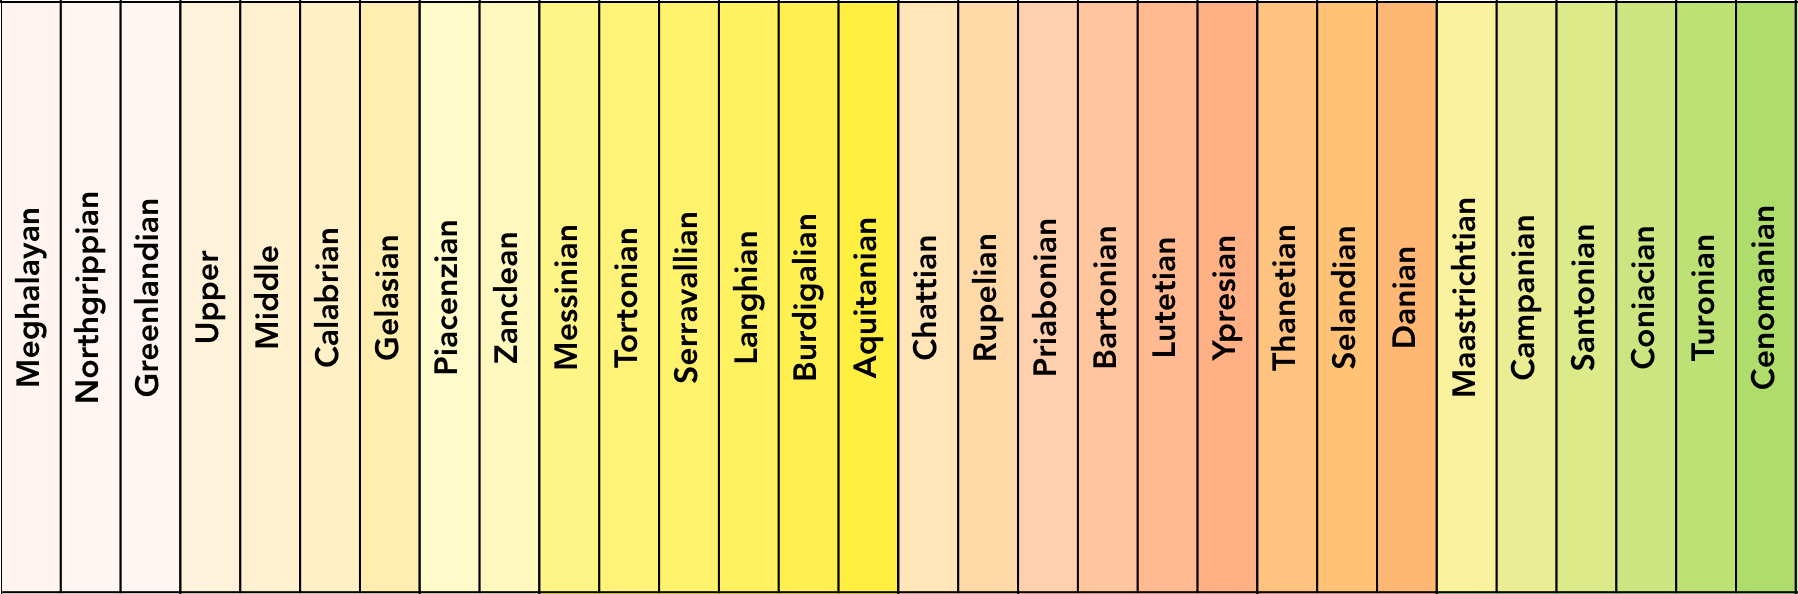 Meghalayan
Northgrippian
Greenlandian
Upper
Middle
Calabrian
Gelasian
Piacenzian
Zanclean
Messinian
Tortonian
Serravallian
Langhian
Burdigalian
Aquitanian
Chattian
Rupelian
Priabonian
Bartonian
Lutetian
Ypresian
Thanetian
Selandian
Danian
Maastrichtian
Campanian
Santonian
Coniacian
Turonian
Cenomanian